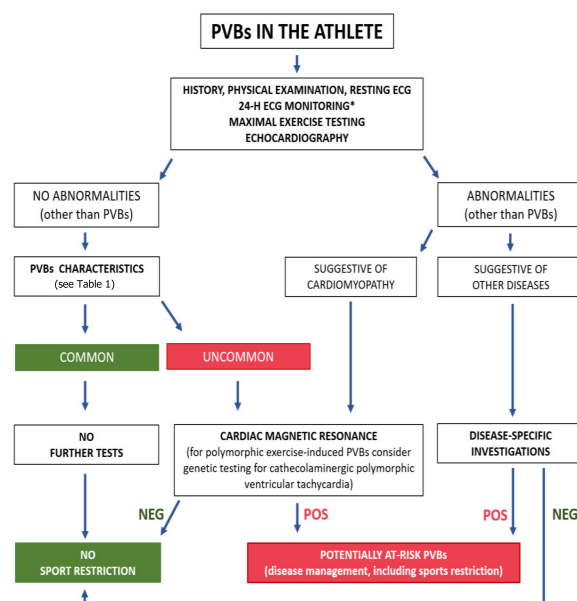 PVBs IN THE ATHLETE
HISTORY, PHYSICAL EXAMINATION, RESTING ECG
24-H ECG MONITORING*
MAXIMAL EXERCISE TESTING
ECHOCARDIOGRAPHY
NO ABNORMALITIES
(other than PVBs)
ABNORMALITIES
(other than PVBs)
PVBs CHARACTERISTICS
(see Table 1)
SUGGESTIVE OF
CARDIOMYOPATHY
SUGGESTIVE OF
OTHER DISEASES
COMMON
UNCOMMON
NO
FURTHER TESTS
CARDIAC MAGNETIC RESONANCE
(for polymorphic exercise-induced PVBs consider
genetic testing for cathecolaminergic polymorphic
ventricular tachycardia)
DISEASE-SPECIFIC
INVESTIGATIONS
NEG
POS
POS
NEG
NO
SPORT RESTRICTION
POTENTIALLY AT-RISK PVBs
(disease management, including sports restriction)